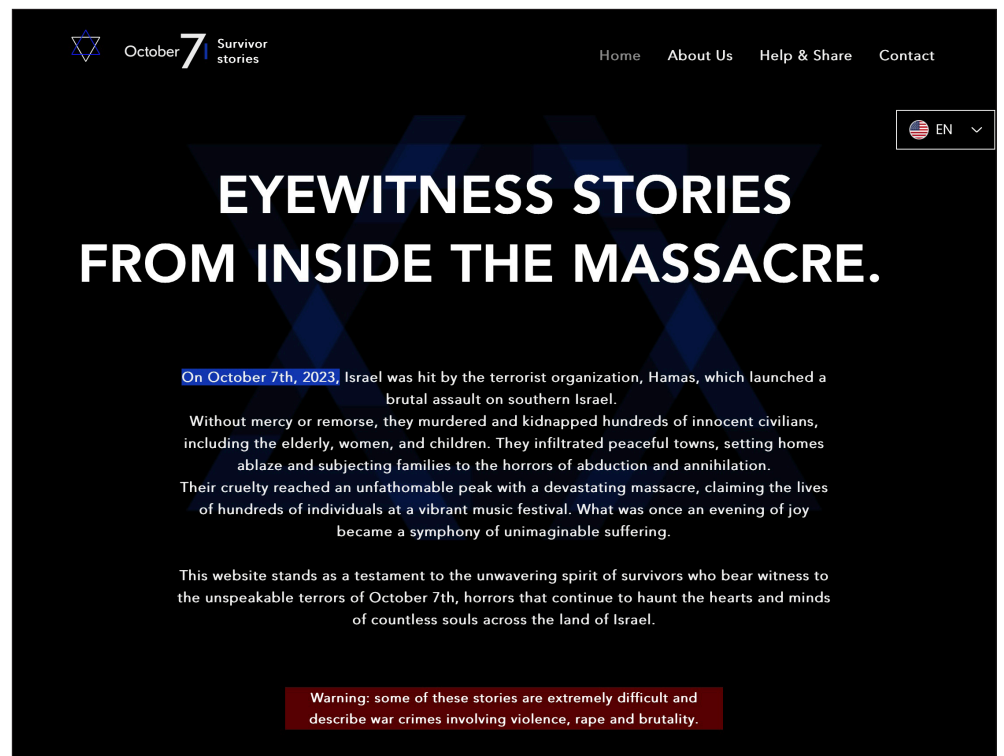 October 7 Survivor
stories
Home About Us Help & Share Contact
EN
EYEWITNESS STORIES
FROM INSIDE THE MASSACRE.
On October 7th, 2023, Israel was hit by the terrorist organization, Hamas, which launched a
brutal assault on southern Israel.
Without mercy or remorse, they murdered and kidnapped hundreds of innocent civilians,
including the elderly, women, and children. They infiltrated peaceful towns, setting homes
ablaze and subjecting families to the horrors of abduction and annihilation.
Their cruelty reached an unfathomable peak with a devastating massacre, claiming the lives
of hundreds of individuals at a vibrant music festival. What was once an evening of joy
became a symphony of unimaginable suffering.
This website stands as a testament to the unwavering spirit of survivors who bear witness to
the unspeakable terrors of October 7th, horrors that continue to haunt the hearts and minds
of countless souls across the land of Israel.
Warning: some of these stories are extremely difficult and
describe war crimes involving violence, rape and brutality.